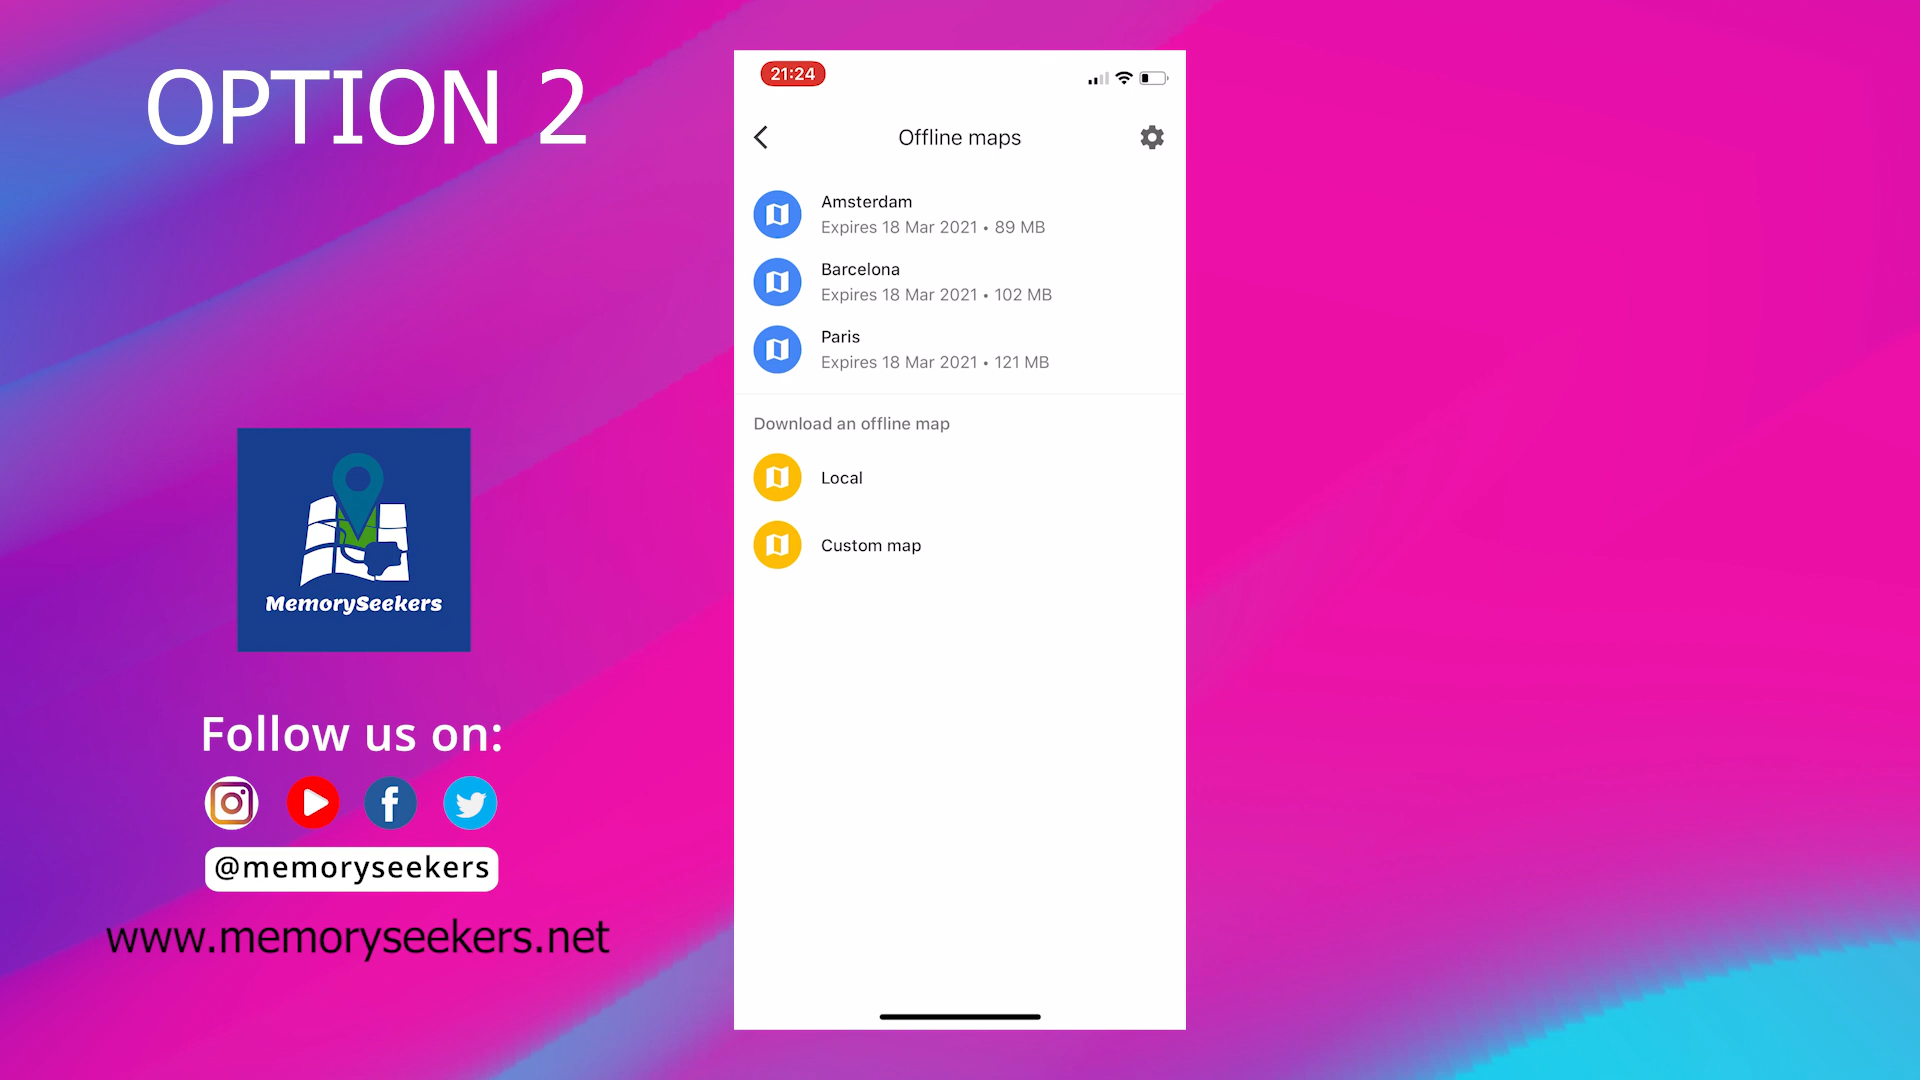 OPTION 2
MemorySeekers
Follow us on:
@memoryseekers
www.memoryseekers.net
21:24
Offline maps
Amsterdam
Expires 18 Mar 2021 • 89 MB
Barcelona
Expires 18 Mar 2021 • 102 MB
Paris
Expires 18 Mar 2021 • 121 MB
Download an offline map
Local
Custom map